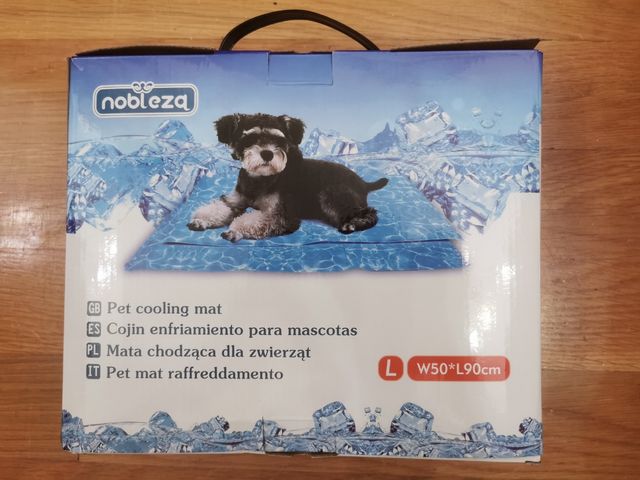 nobleza
GB Pet cooling mat
ES Cojin enfriamiento para mascotas
PL Mata chodząca dla zwierząt
IT Pet mat raffreddamento
L W50*L90cm